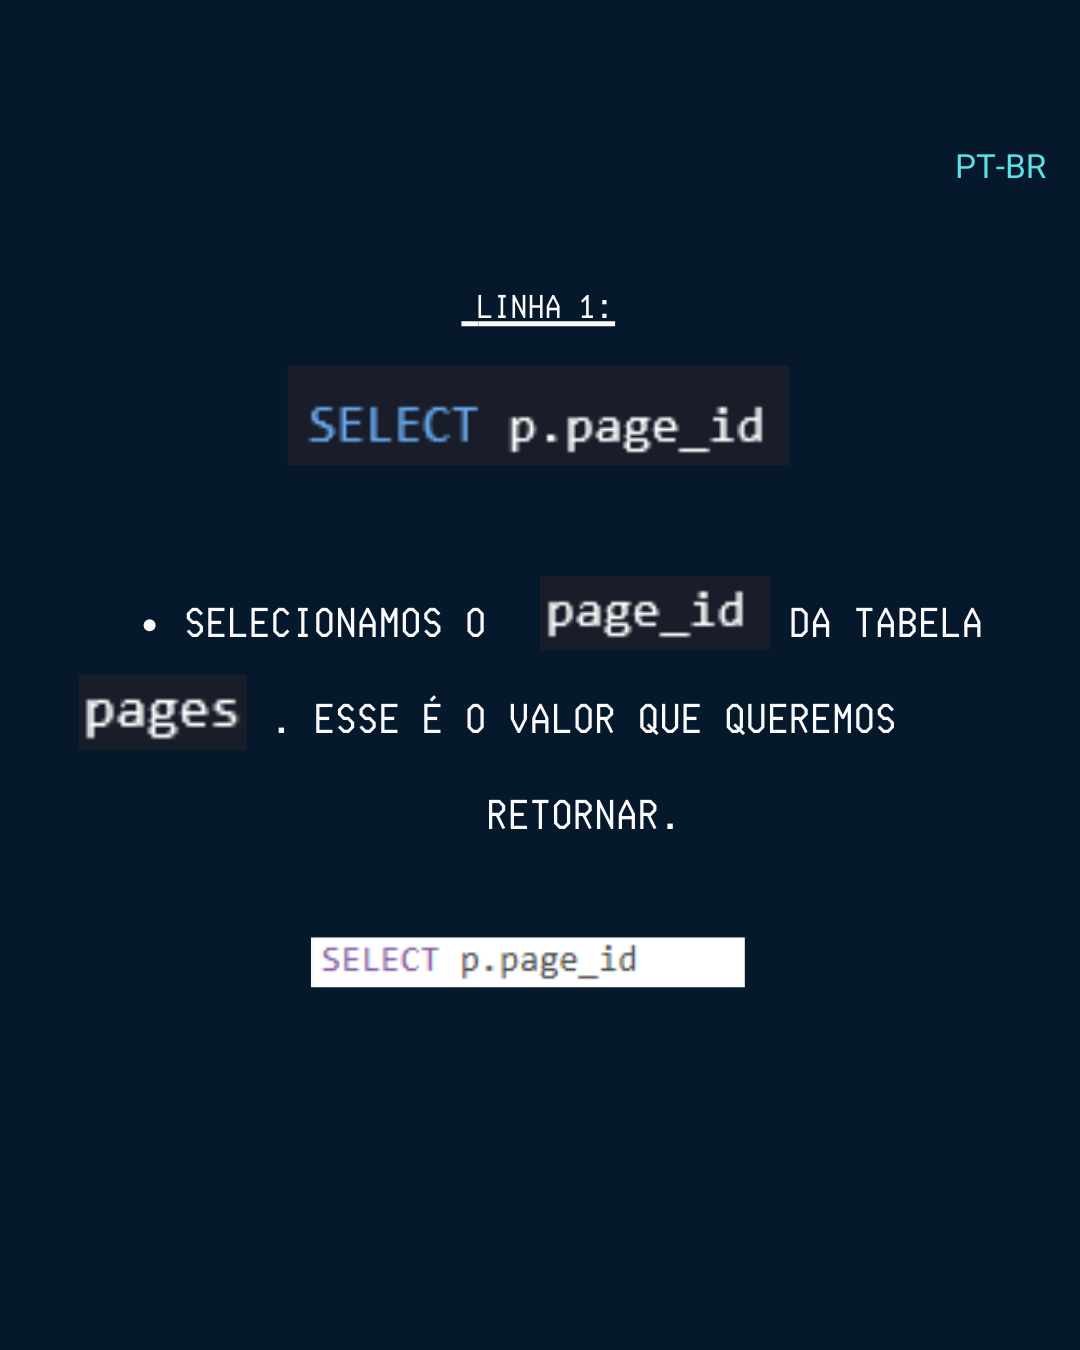 PT-BR
LINHA 1:
SELECT p.page_id
• SELECIONAMOS O page_id DA TABELA
pages . ESSE É O VALOR QUE QUEREMOS
RETORNAR.
SELECT p.page_id